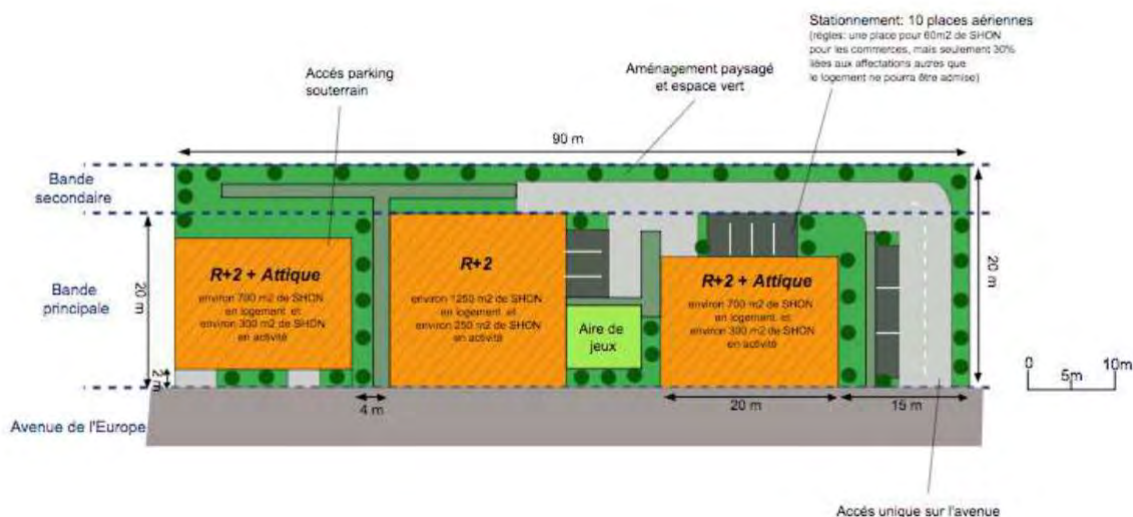 Stationnement: 10 places aériennes
(régles: une place pour 60m2 de SHON
pour les commerces, mais seulement 30%
liées aux affectations autres que
le logement ne pourra être admise)
Accés parking
souterrain
Aménagement paysagé
et espace vert
90 m
Bande
secondaire
Bande
principale
20 m
2 m
R+2 + Attique
environ 700 m2 de SHON
en logement et
environ 300 m2 de SHON
en activité
R+2
environ 1250 m2 de SHON
en logement et
environ 250 m2 de SHON
en activité
Aire de
jeux
R+2 + Attique
environ 700 m2 de SHON
en logement et
environ 300 m2 de SHON
en activité
20 m
0
5m
10m
4 m
20 m
15 m
Avenue de l'Europe
Accés unique sur l'avenue